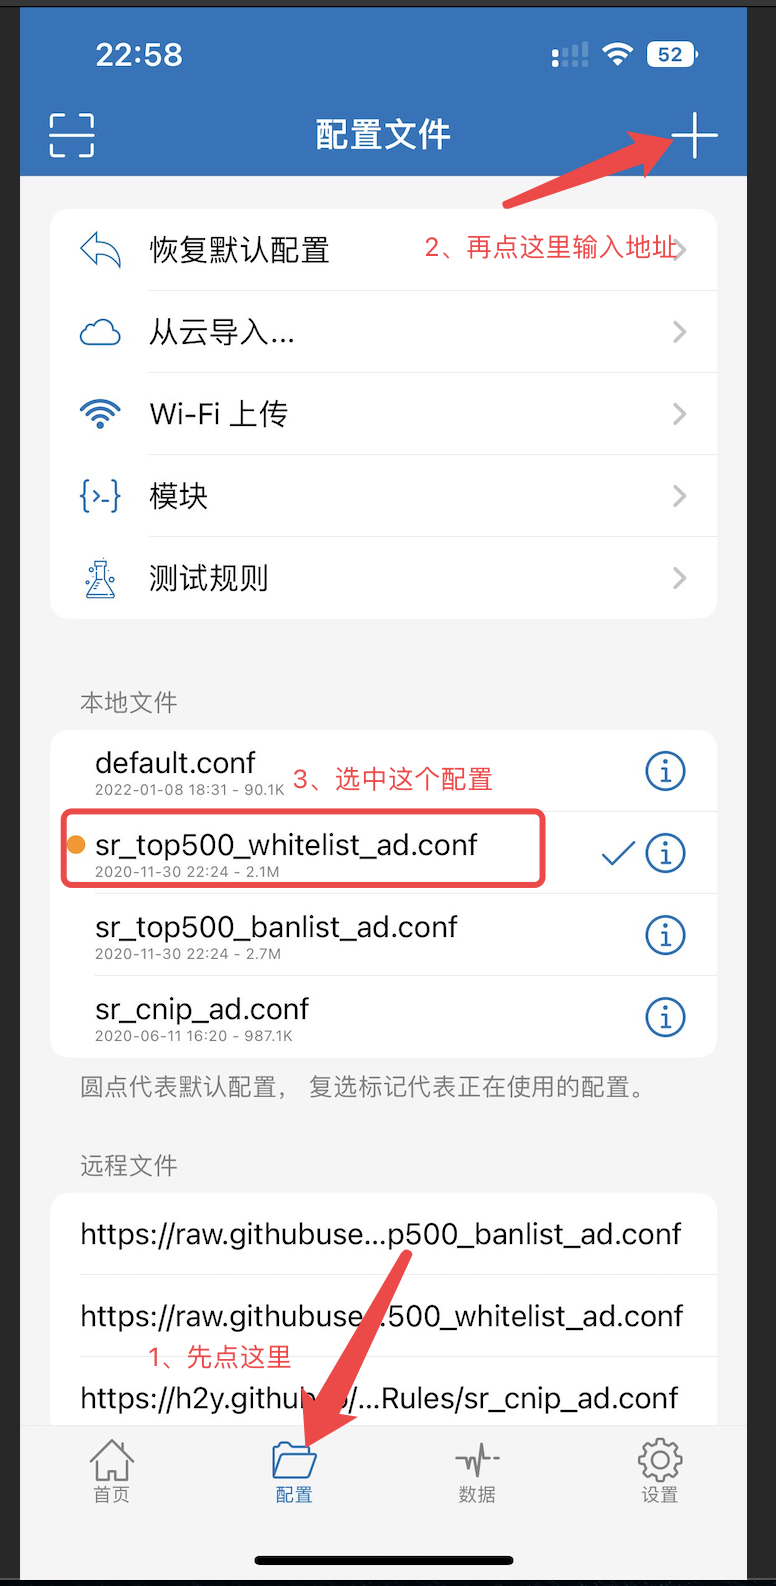 22:58
52
配置文件
恢复默认配置
2、再点这里输入地址
从云导入...
Wi-Fi 上传
模块
测试规则
本地文件
default.conf
2022-01-08 18:31 - 90.1K
3、选中这个配置
sr_top500_whitelist_ad.conf
2020-11-30 22:24 - 2.1M
sr_top500_banlist_ad.conf
2020-11-30 22:24 - 2.7M
sr_cnip_ad.conf
2020-06-11 16:20 - 987.1K
圆点代表默认配置， 复选标记代表正在使用的配置。
远程文件
https://raw.githubuse...p500_banlist_ad.conf
https://raw.githubuse...500_whitelist_ad.conf
1、先点这里
https://h2y.github.io/...Rules/sr_cnip_ad.conf
首页
配置
数据
设置